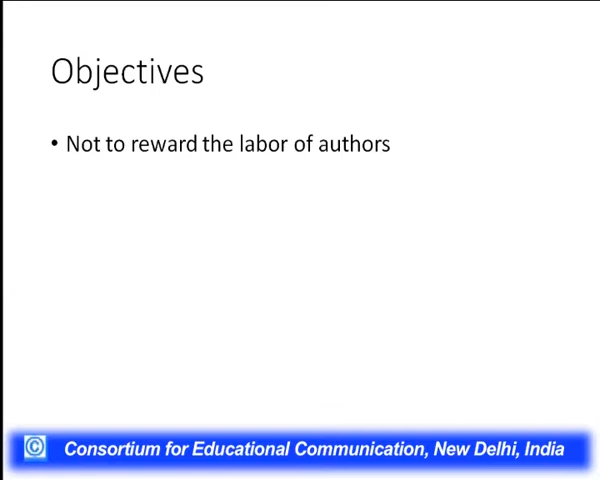 Objectives
• Not to reward the labor of authors
© Consortium for Educational Communication, New Delhi, India